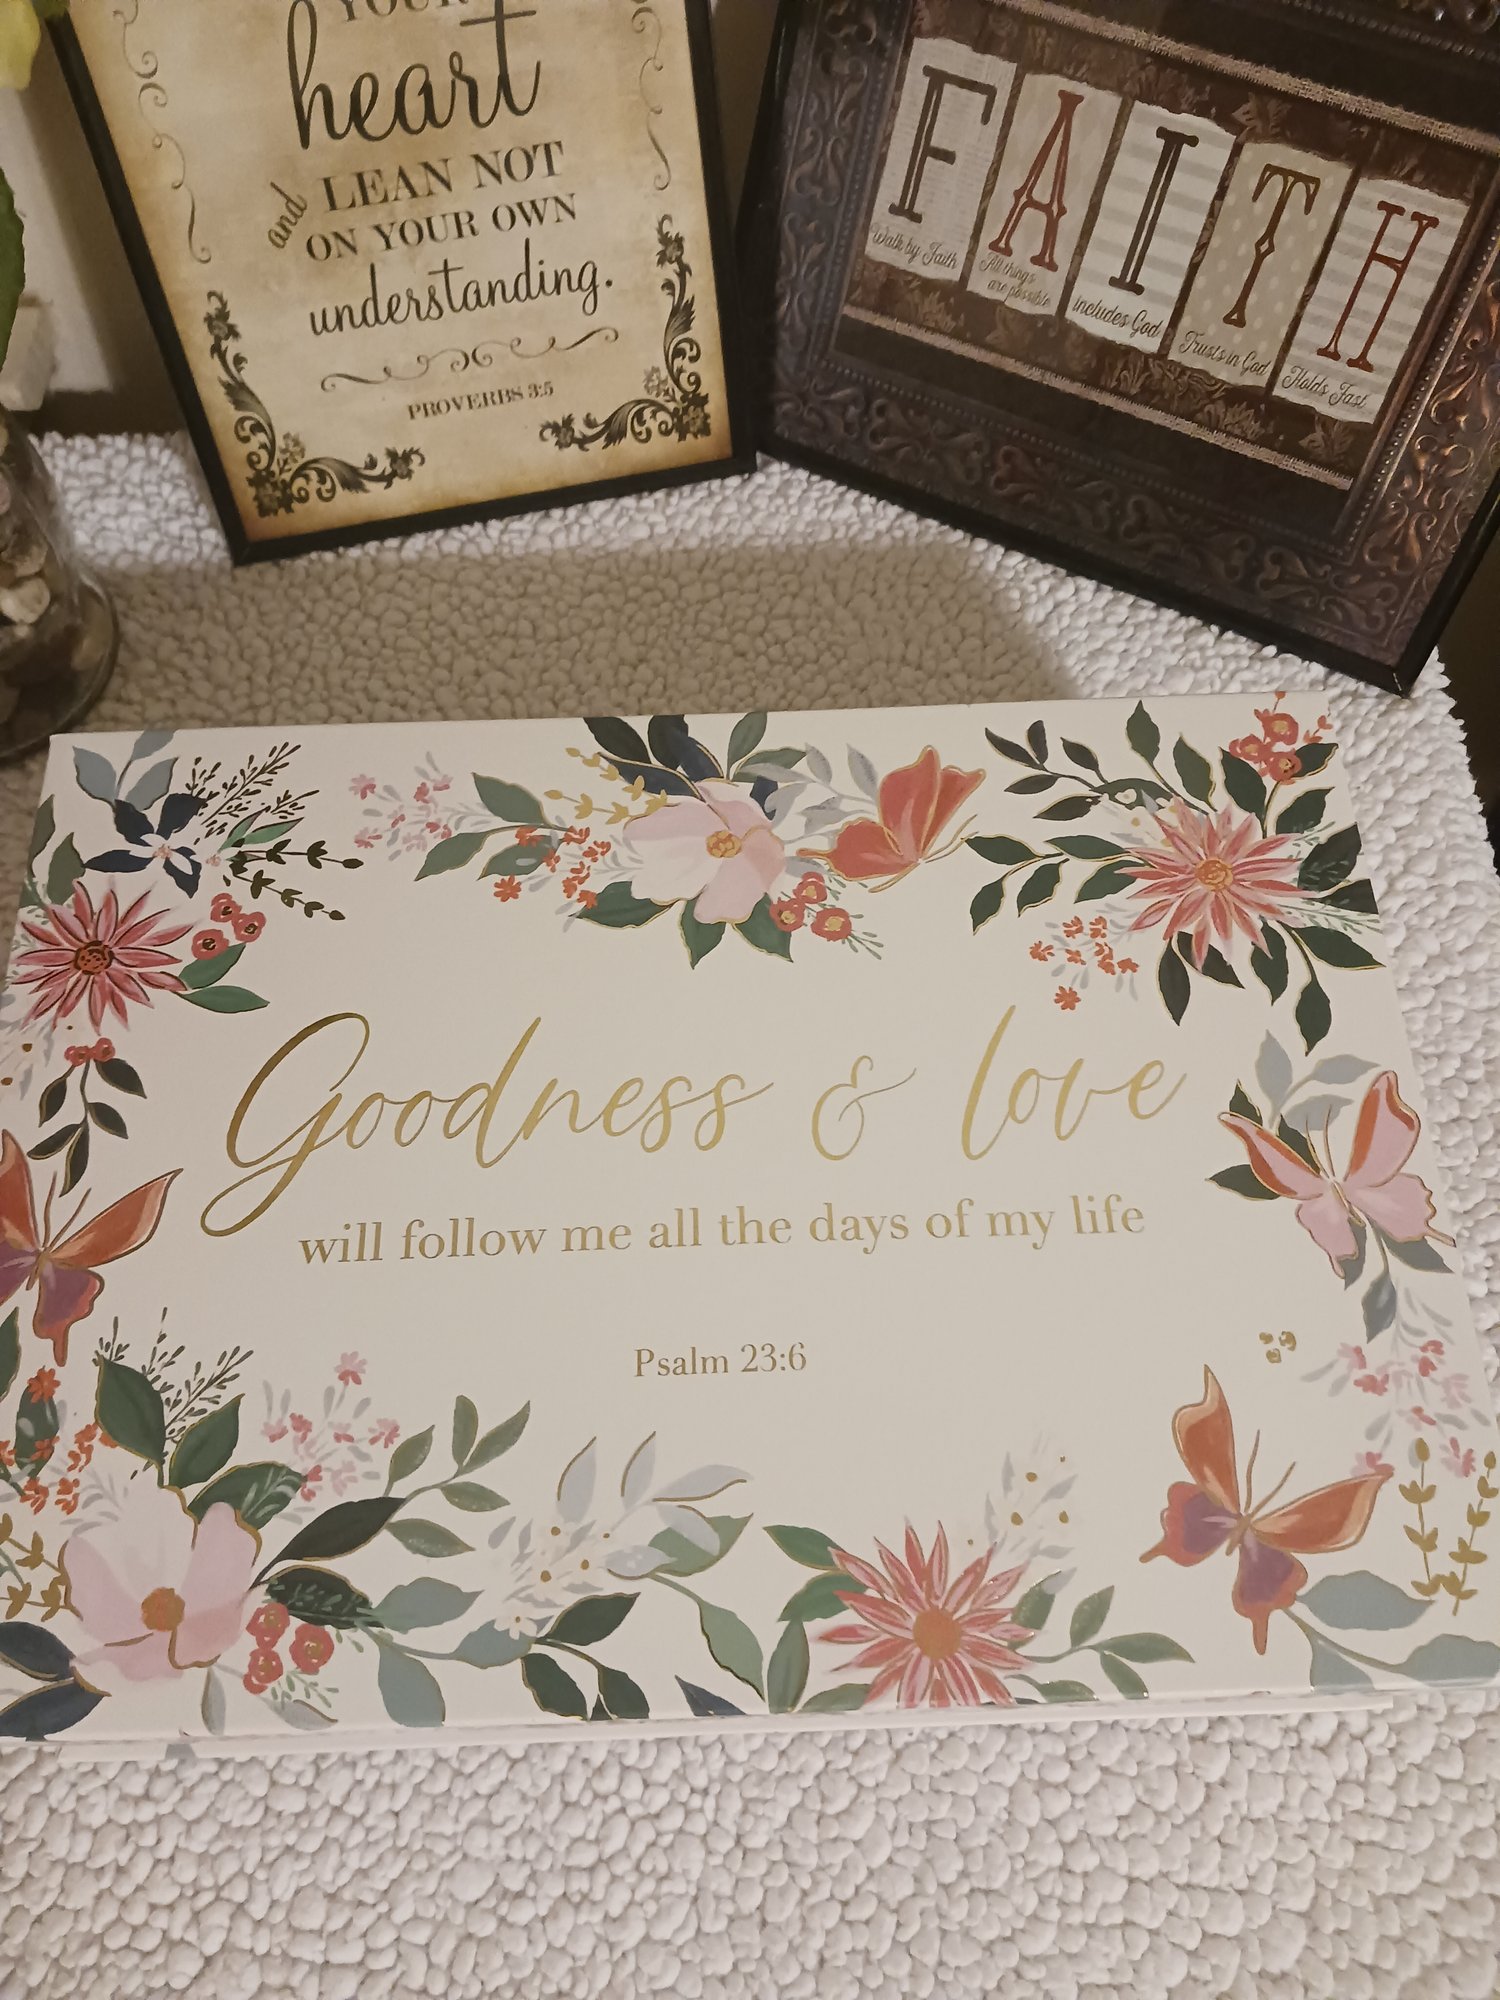 YOUR
heart
and LEAN NOT
ON YOUR OWN
understanding.
PROVERBS 3:5
FAITH
Walk by Faith
All things
are possible
includes God
Trusts in God
Holds Fast
Goodness & love
will follow me all the days of my life
Psalm 23:6